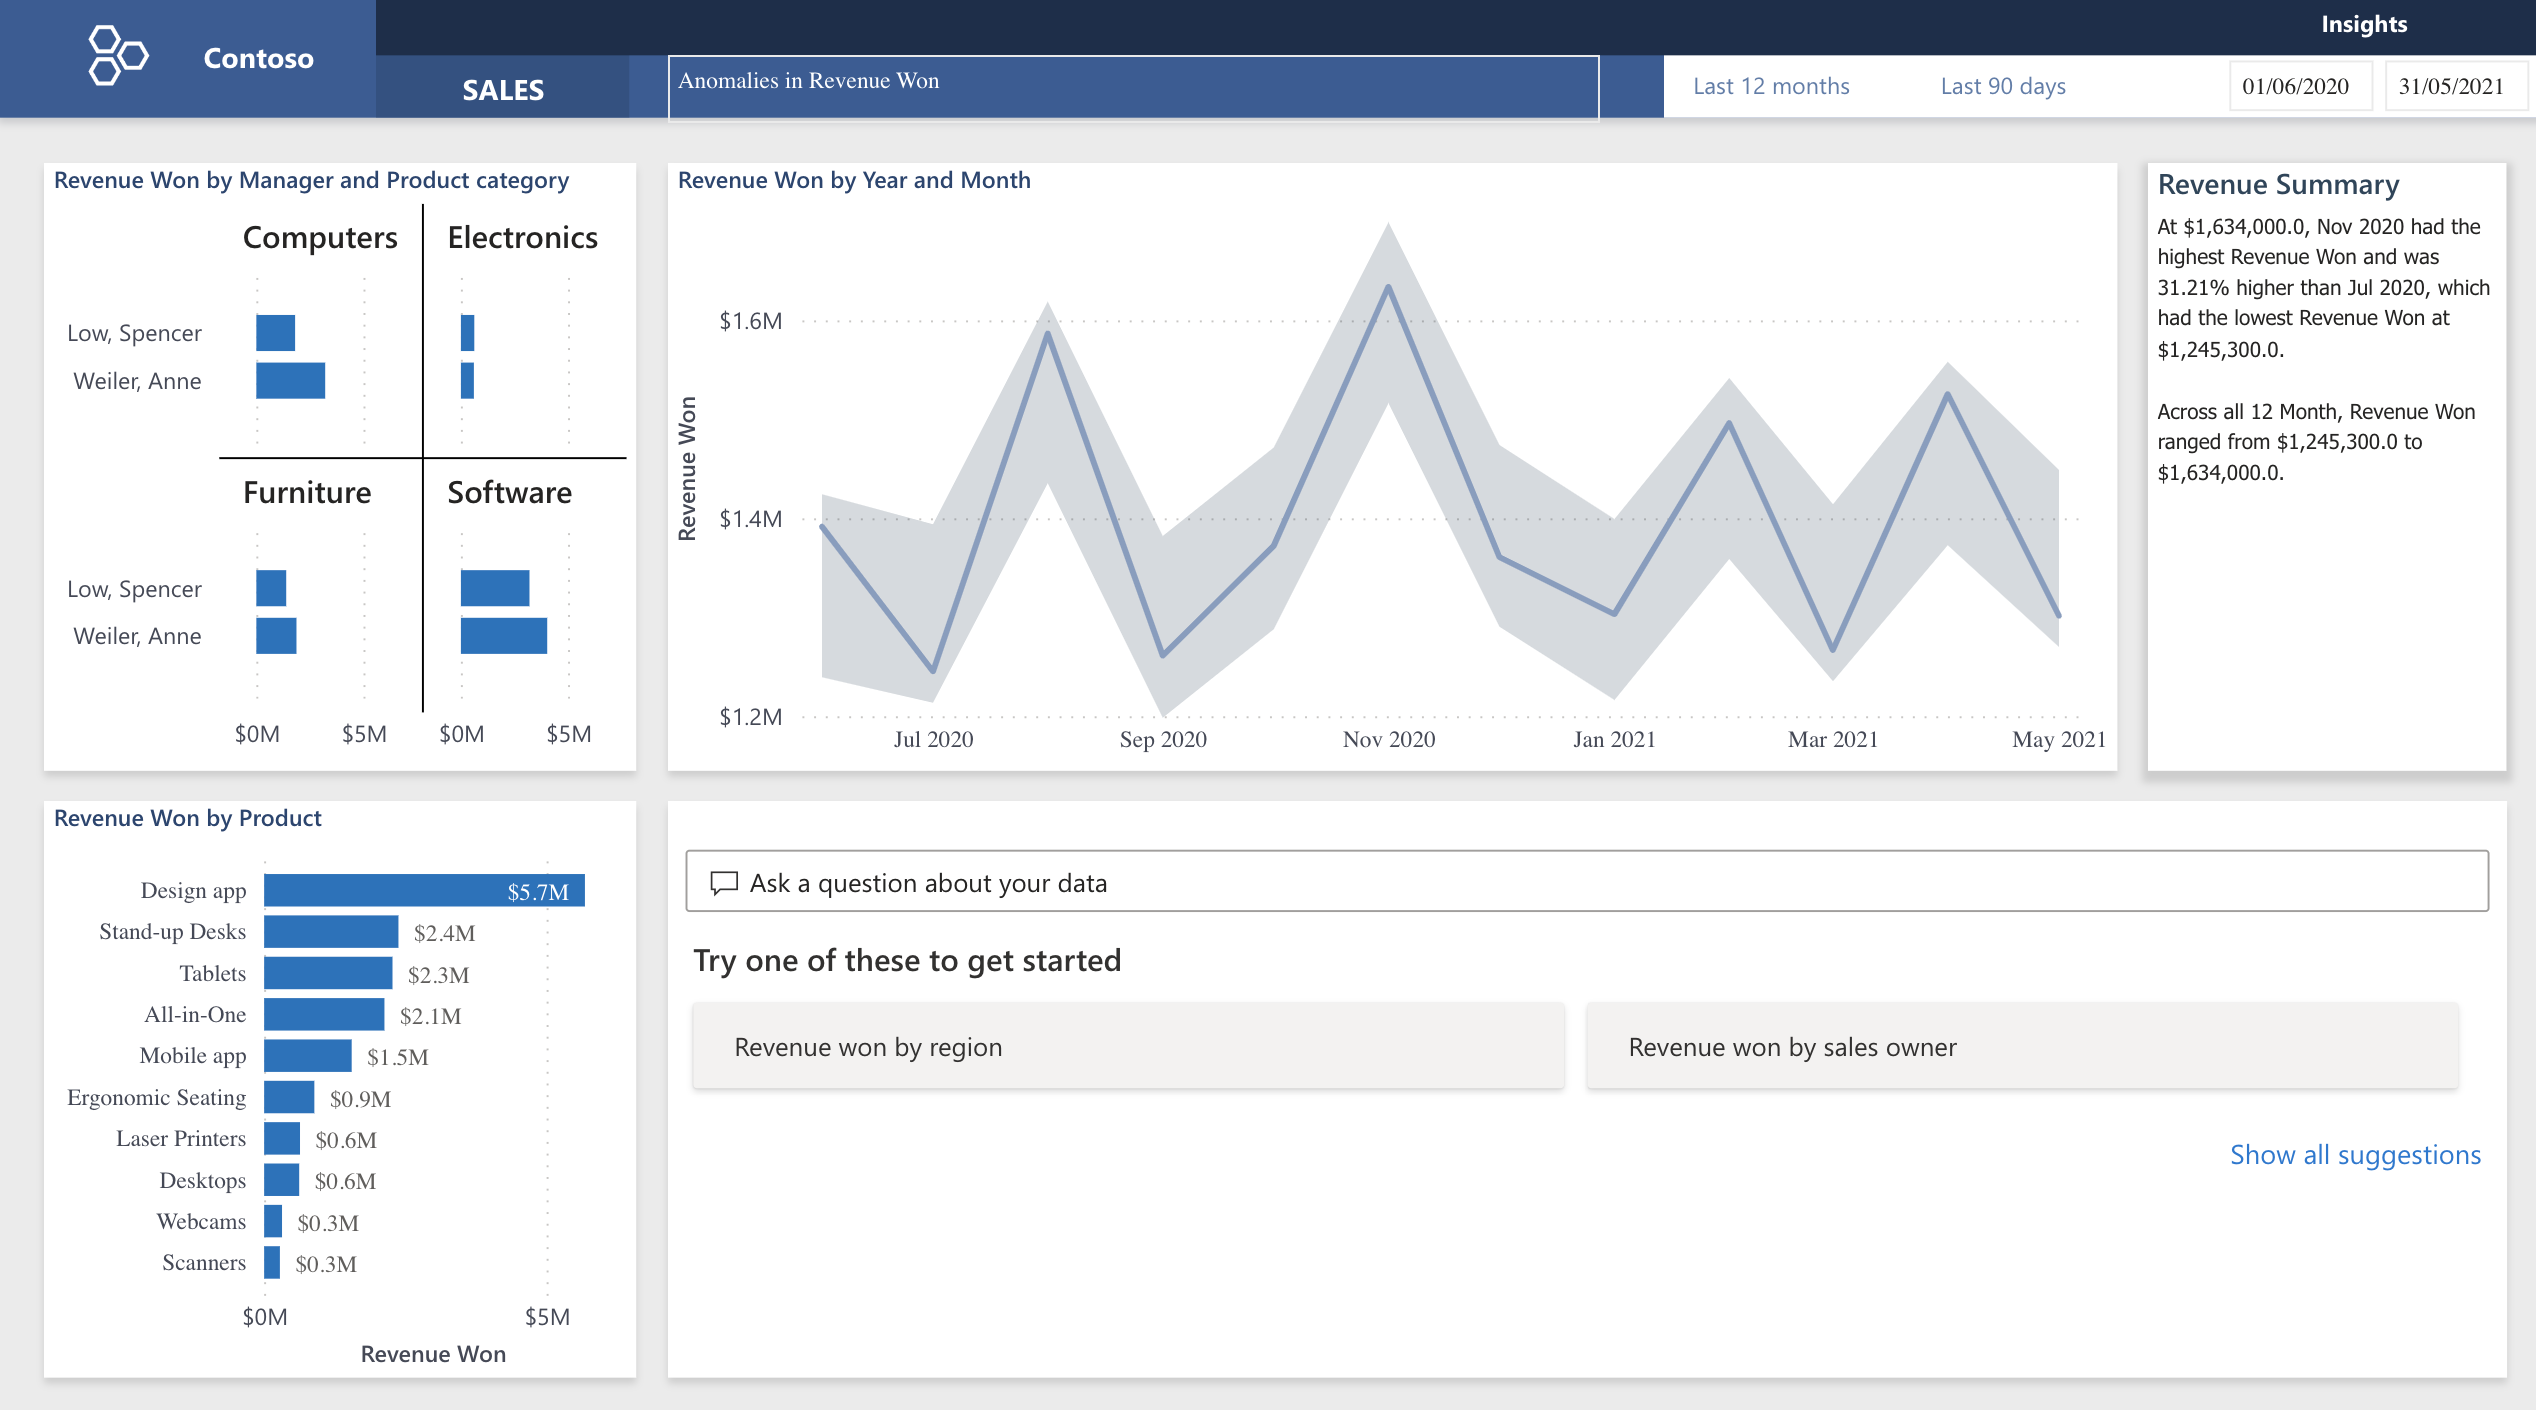 Contoso
Insights
SALES
Anomalies in Revenue Won
Last 12 months
Last 90 days
01/06/2020
31/05/2021
Revenue Won by Manager and Product category
Computers
Electronics
Low, Spencer
Weiler, Anne
Furniture
Software
Low, Spencer
Weiler, Anne
$0M
$5M
$0M
$5M
Revenue Won by Year and Month
Revenue Won
$1.6M
$1.4M
$1.2M
Jul 2020
Sep 2020
Nov 2020
Jan 2021
Mar 2021
May 2021
Revenue Summary
At $1,634,000.0, Nov 2020 had the
highest Revenue Won and was
31.21% higher than Jul 2020, which
had the lowest Revenue Won at
$1,245,300.0.
Across all 12 Month, Revenue Won
ranged from $1,245,300.0 to
$1,634,000.0.
Revenue Won by Product
Design app $5.7M
Stand-up Desks $2.4M
Tablets $2.3M
All-in-One $2.1M
Mobile app $1.5M
Ergonomic Seating $0.9M
Laser Printers $0.6M
Desktops $0.6M
Webcams $0.3M
Scanners $0.3M
$0M
$5M
Revenue Won
Ask a question about your data
Try one of these to get started
Revenue won by region
Revenue won by sales owner
Show all suggestions